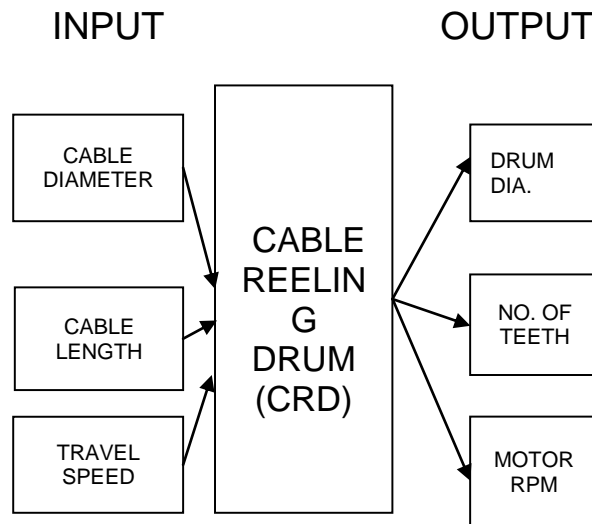 INPUT
OUTPUT
CABLE
DIAMETER
CABLE
LENGTH
TRAVEL
SPEED
CABLE
REELIN
G
DRUM
(CRD)
DRUM
DIA.
NO. OF
TEETH
MOTOR
RPM